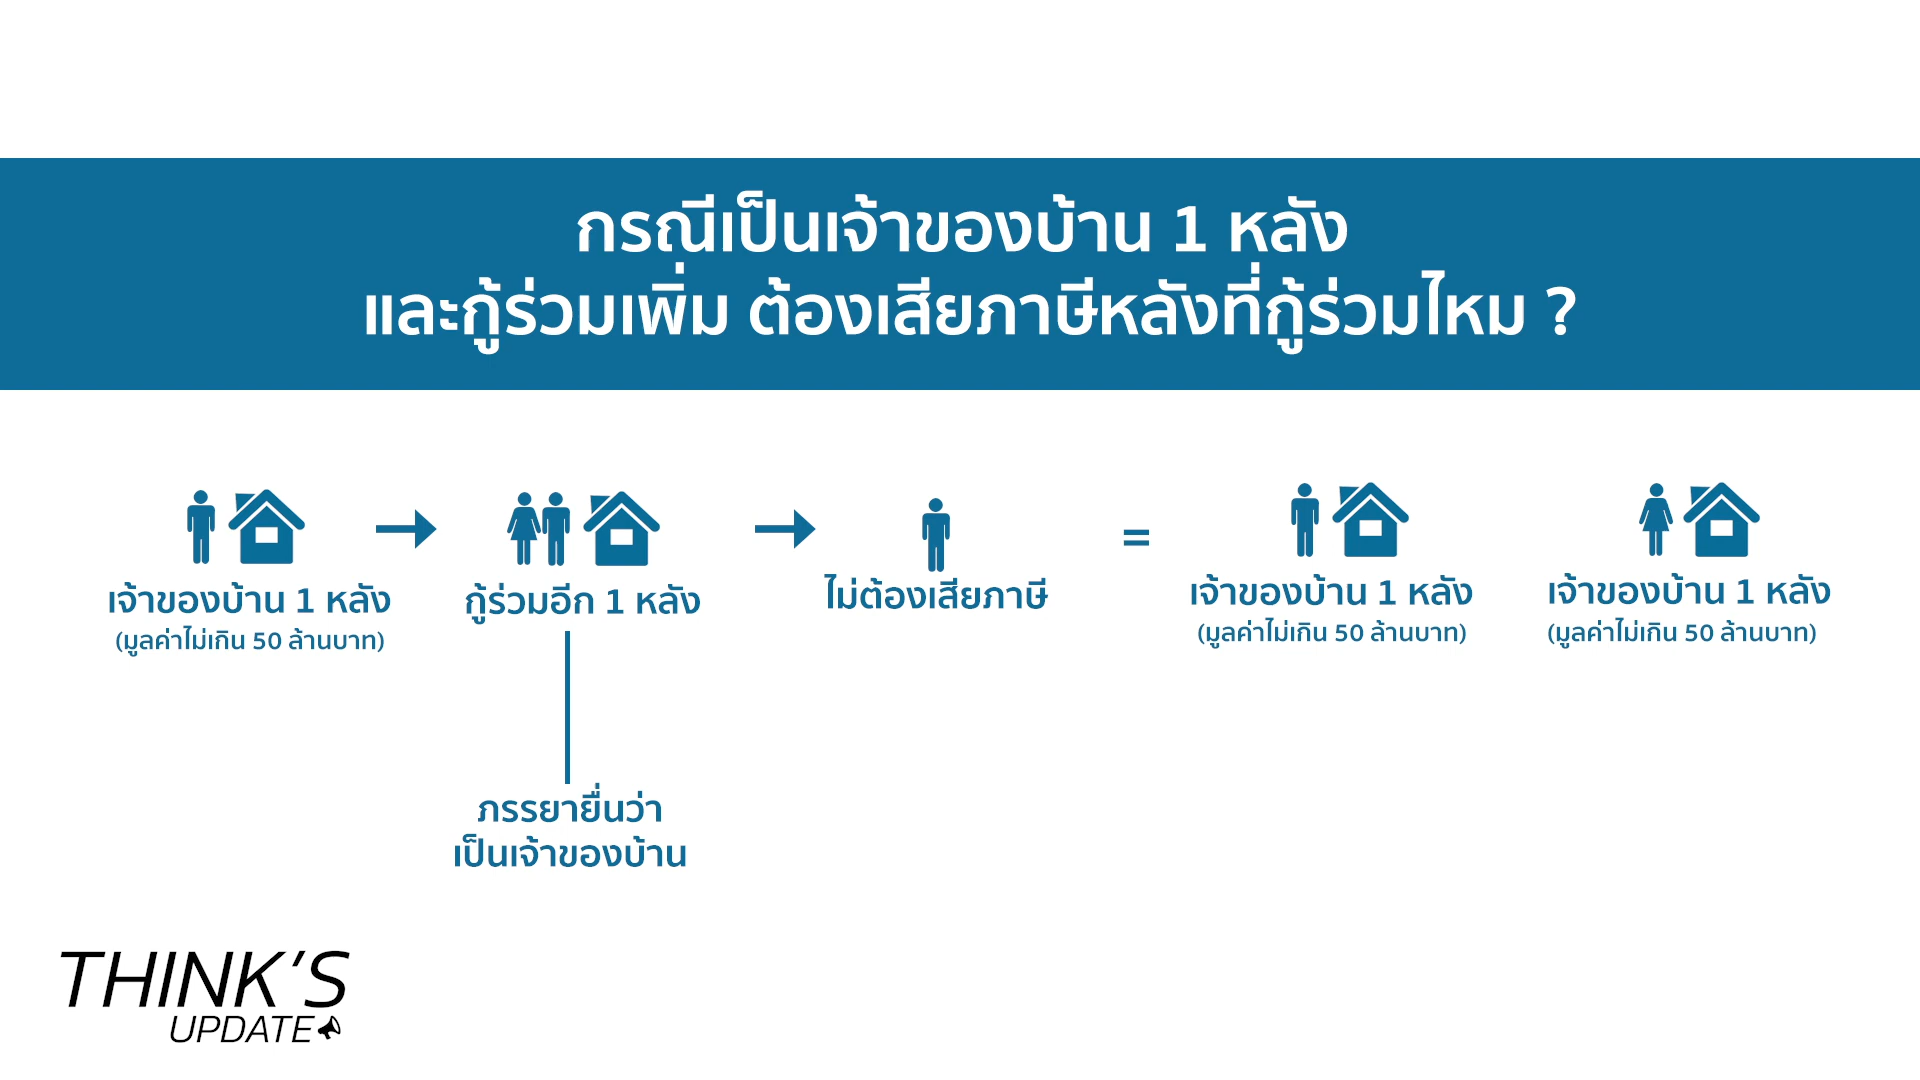 กรณีเป็นเจ้าของบ้าน 1 หลัง
และกู้ร่วมเพิ่ม ต้องเสียภาษีหลังที่กู้ร่วมไหม ?
เจ้าของบ้าน 1 หลัง
(มูลค่าไม่เกิน 50 ล้านบาท)
กู้ร่วมอีก 1 หลัง
ภรรยายื่นว่า
เป็นเจ้าของบ้าน
ไม่ต้องเสียภาษี
=
เจ้าของบ้าน 1 หลัง
(มูลค่าไม่เกิน 50 ล้านบาท)
เจ้าของบ้าน 1 หลัง
(มูลค่าไม่เกิน 50 ล้านบาท)
THINK'S
UPDATE